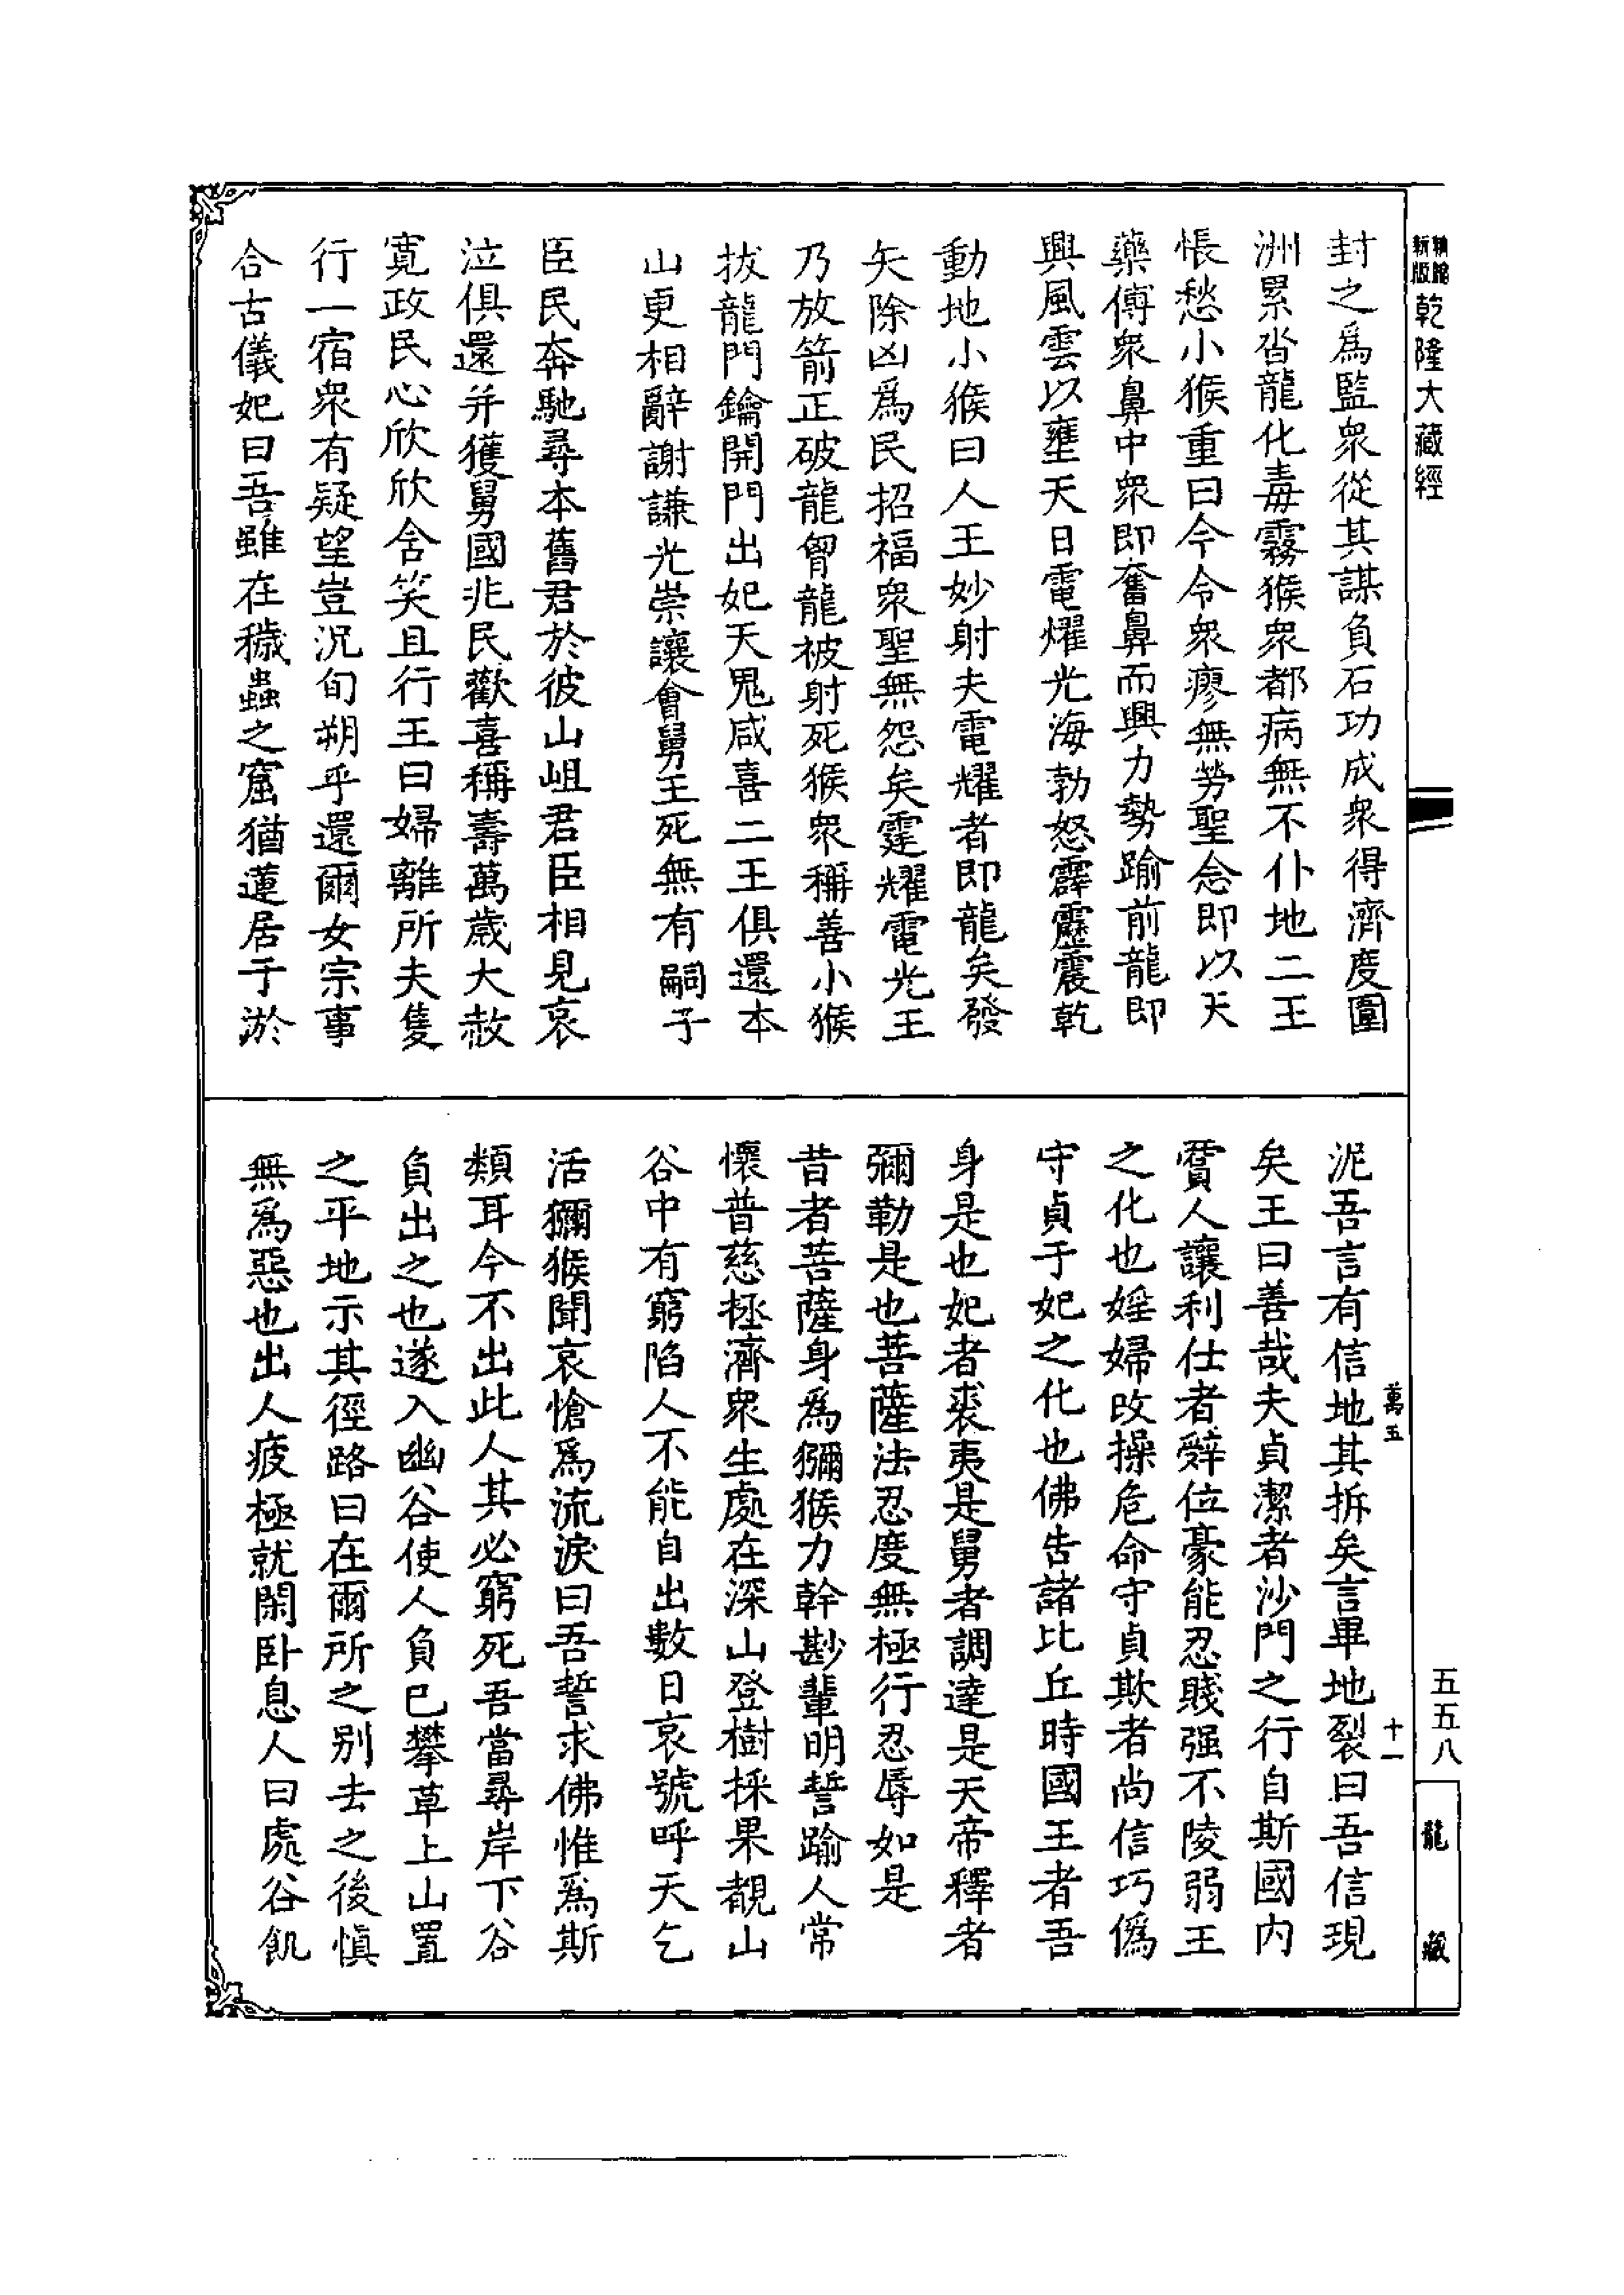 新版
精縮
乾隆大藏經
封之爲監衆從其謀負石功成衆得濟度圍
洲累沓龍化毒霧猴衆都病無不仆地二王
悵愁小猴重曰今令衆瘳無勞聖念即以天
藥傅衆鼻中衆即奮鼻而興力勢踰前龍即
興風雲以壅天日電燿光海勃怒霹靂震乾
動地小猴曰人王妙射夫電耀者即龍矣發
矢除凶爲民招福衆聖無怨矣霆耀電光王
乃放箭正破龍胷龍被射死猴衆稱善小猴
拔龍門鑰開門出妃天鬼咸喜二王俱還本
山更相辭謝謙光崇讓會舅王死無有嗣子
臣民奔馳尋本舊君於彼山岨君臣相見哀
泣俱還并獲舅國兆民歡喜稱壽萬歲大赦
寬政民心欣欣含笑且行王曰婦離所夫隻
行一宿衆有疑望豈況旬朔乎還爾女宗事
合古儀妃曰吾雖在穢蟲之窟猶蓮居于淤
泥吾言有信地其拆矣言畢地裂曰吾信現
矣王曰善哉夫貞潔者沙門之行自斯國內
賈人讓利仕者辭位豪能忍賤强不陵弱王
之化也婬婦改操危命守貞欺者尚信巧僞
守貞于妃之化也佛告諸比丘時國王者吾
身是也妃者裘夷是舅者調達是天帝釋者
彌勒是也菩薩法忍度無極行忍辱如是
昔者菩薩身爲獼猴力幹尠輩明誓踰人常
懷普慈拯濟衆生處在深山登樹採果覩山
谷中有窮陷人不能自出數日哀號呼天乞
活獼猴聞哀愴爲流淚曰吾誓求佛惟爲斯
類耳今不出此人其必窮死吾當尋岸下谷
負出之也遂入幽谷使人負已攀草上山置
之平地示其徑路曰在爾所之別去之後慎
無爲惡也出人疲極就閑臥息人曰處谷飢
萬五
十一
五五八
龍藏